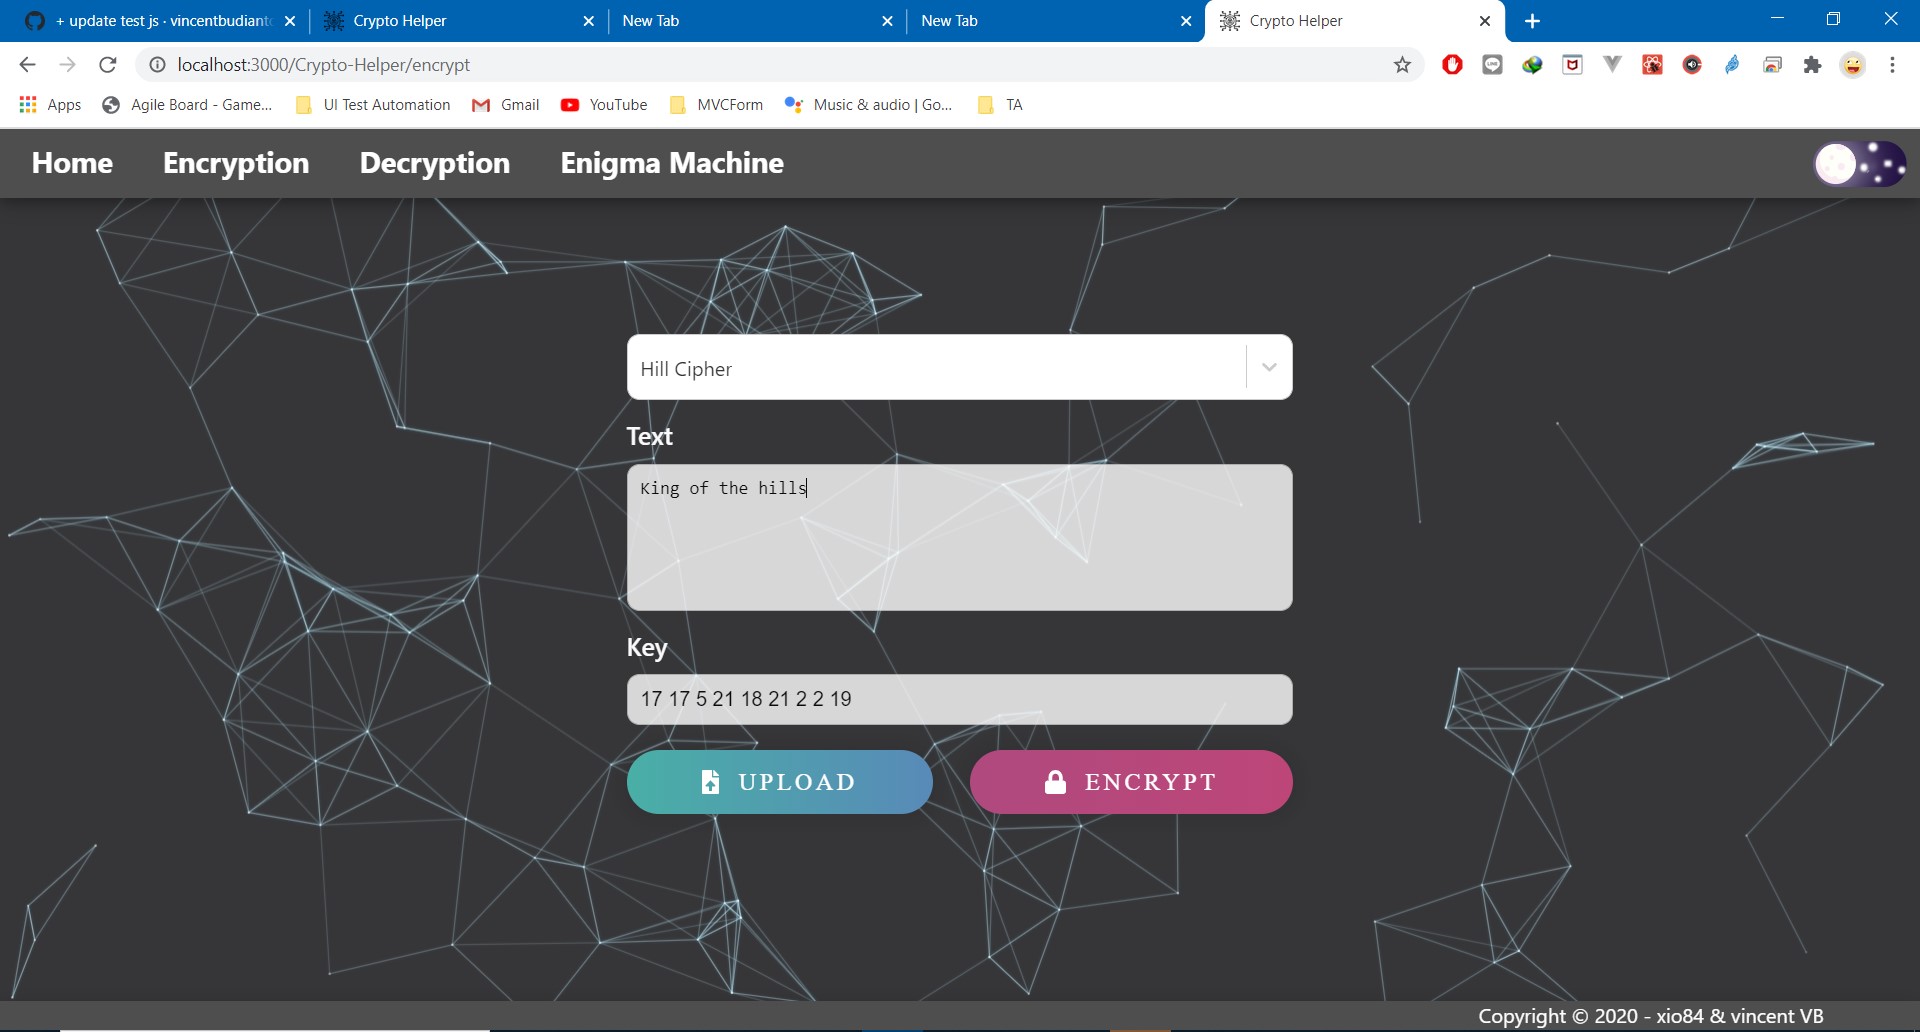 + update test js · vincentbudianto
Crypto Helper
New Tab
New Tab
Crypto Helper
localhost:3000/Crypto-Helper/encrypt
Apps
Agile Board - Game...
UI Test Automation
Gmail
YouTube
MVCForm
Music & audio | Go...
TA
Home
Encryption
Decryption
Enigma Machine
Hill Cipher
Text
King of the hills
Key
17 17 5 21 18 21 2 2 19
UPLOAD
ENCRYPT
Copyright © 2020 - xio84 & vincent VB